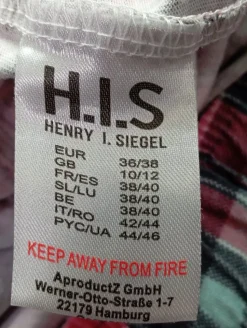 H.I.S
HENRY I. SIEGEL
EUR 36/38
GB 10/12
FR/ES 38/40
SL/LU 38/40
BE 38/40
IT/RO 42/44
PYC/UA 44/46
KEEP AWAY FROM FIRE
AproductZ GmbH
Werner-Otto-Straße 1-7
22179 Hamburg